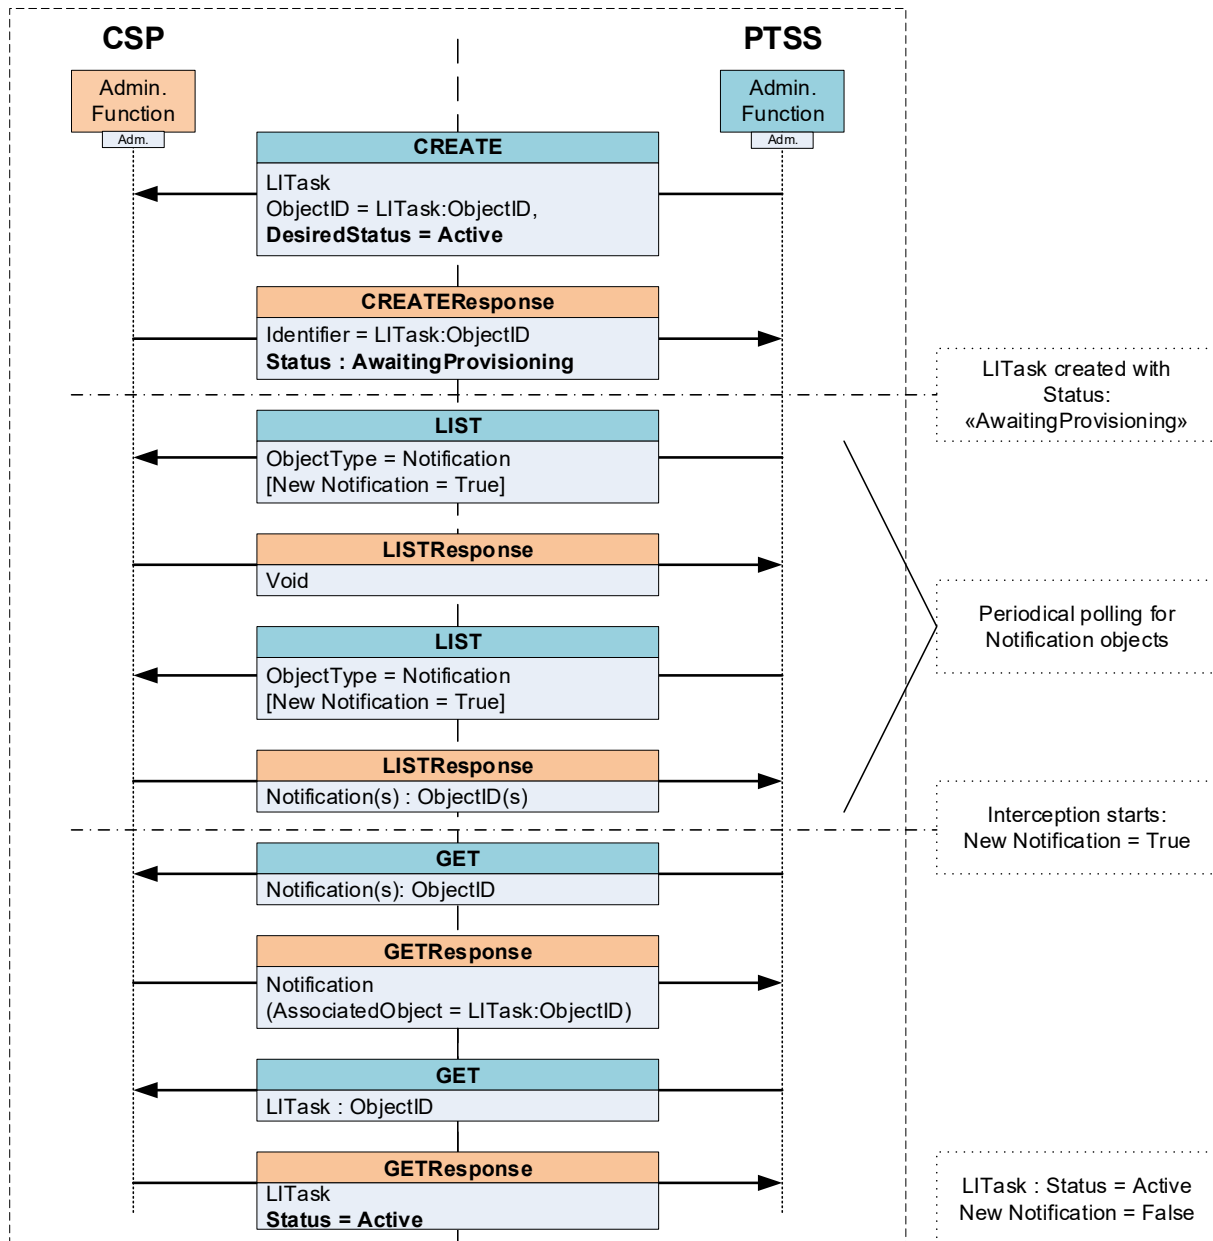 CSP
PTSS
Admin.
Function
Adm.
Admin.
Function
Adm.
CREATE
LITask
ObjectID = LITask:ObjectID,
DesiredStatus = Active
CREATEResponse
Identifier = LITask:ObjectID
Status : AwaitingProvisioning
LITask created with
Status:
«AwaitingProvisioning»
LIST
ObjectType = Notification
[New Notification = True]
LISTResponse
Void
Periodical polling for
Notification objects
LIST
ObjectType = Notification
[New Notification = True]
LISTResponse
Notification(s) : ObjectID(s)
Interception starts:
New Notification = True
GET
Notification(s): ObjectID
GETResponse
Notification
(AssociatedObject = LITask:ObjectID)
GET
LITask : ObjectID
GETResponse
LITask
Status = Active
LITask : Status = Active
New Notification = False